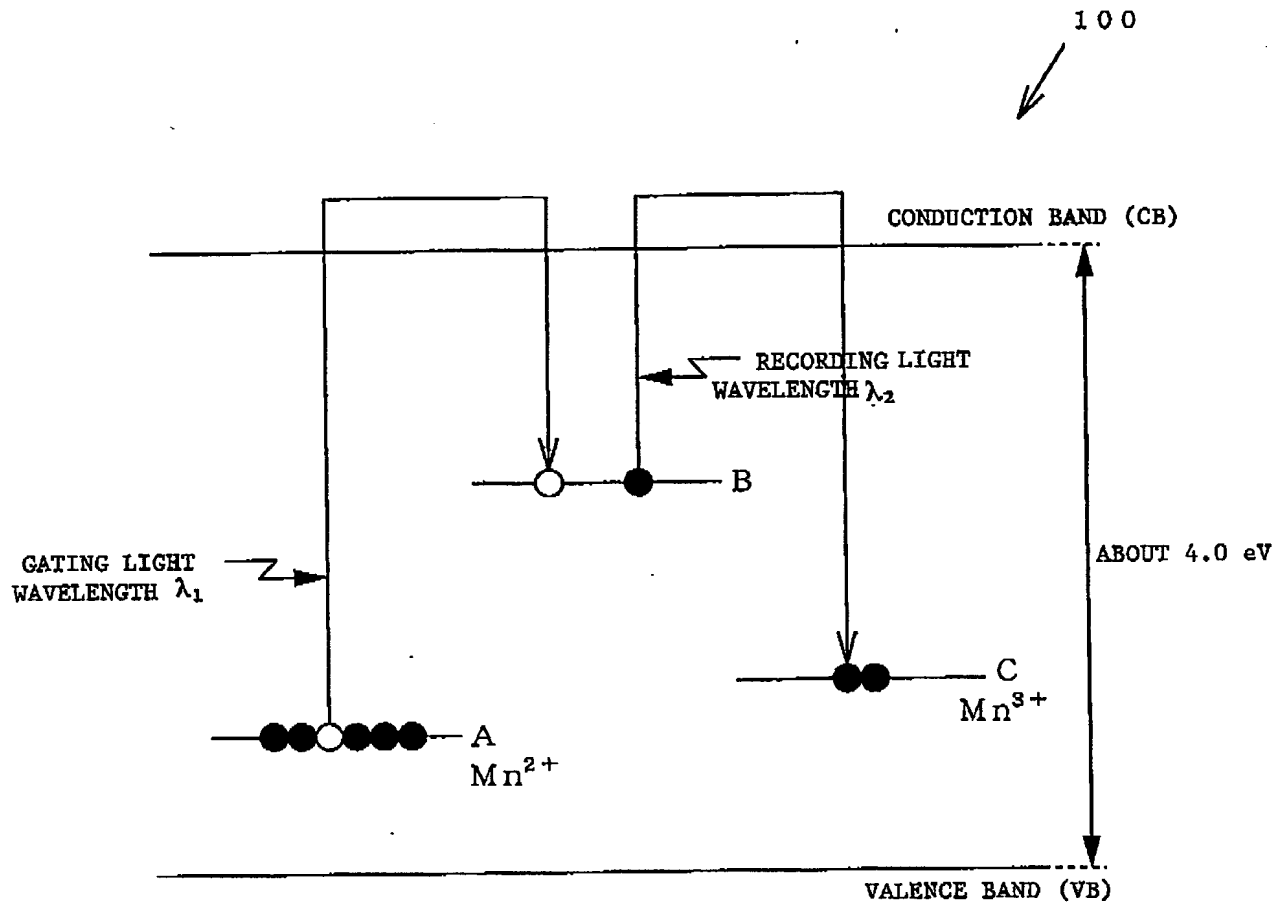 100
CONDUCTION BAND (CB)
RECORDING LIGHT
WAVELENGTH λ₂
B
GATING LIGHT
WAVELENGTH λ₁
ABOUT 4.0 eV
C
Mn³⁺
A
Mn²⁺
VALENCE BAND (VB)